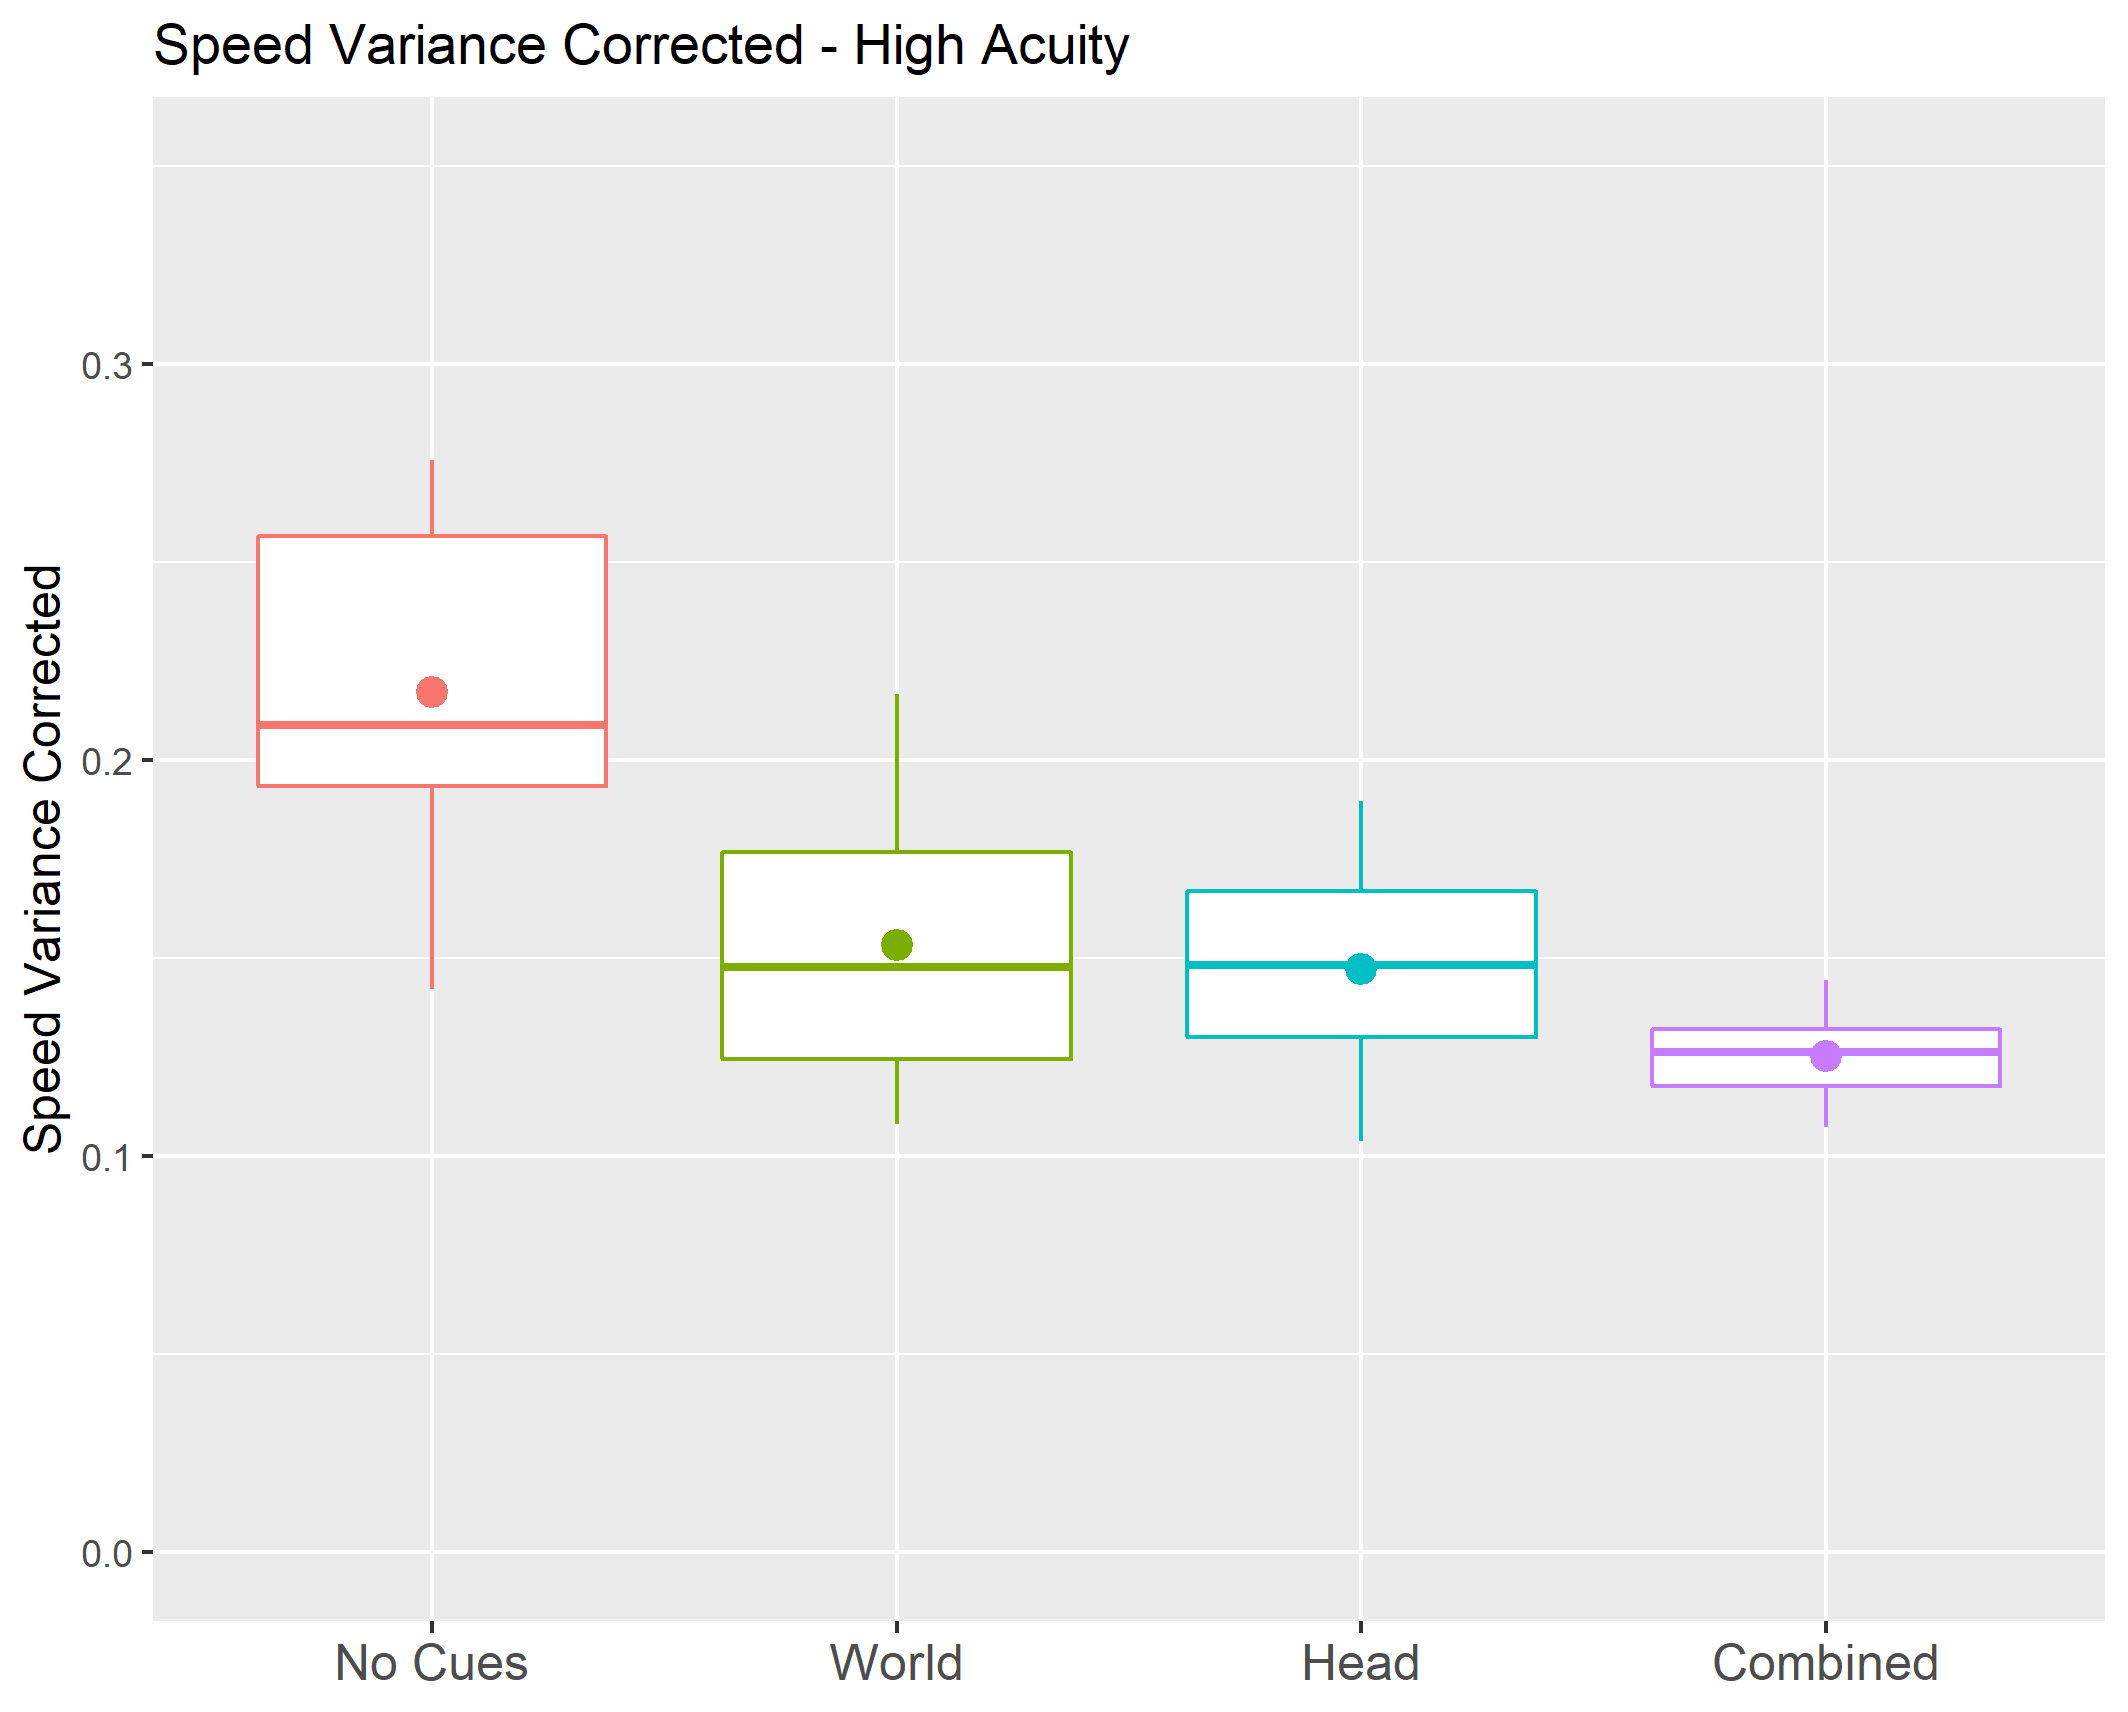 Speed Variance Corrected - High Acuity
Speed Variance Corrected
0.3
0.2
0.1
0.0
No Cues
World
Head
Combined